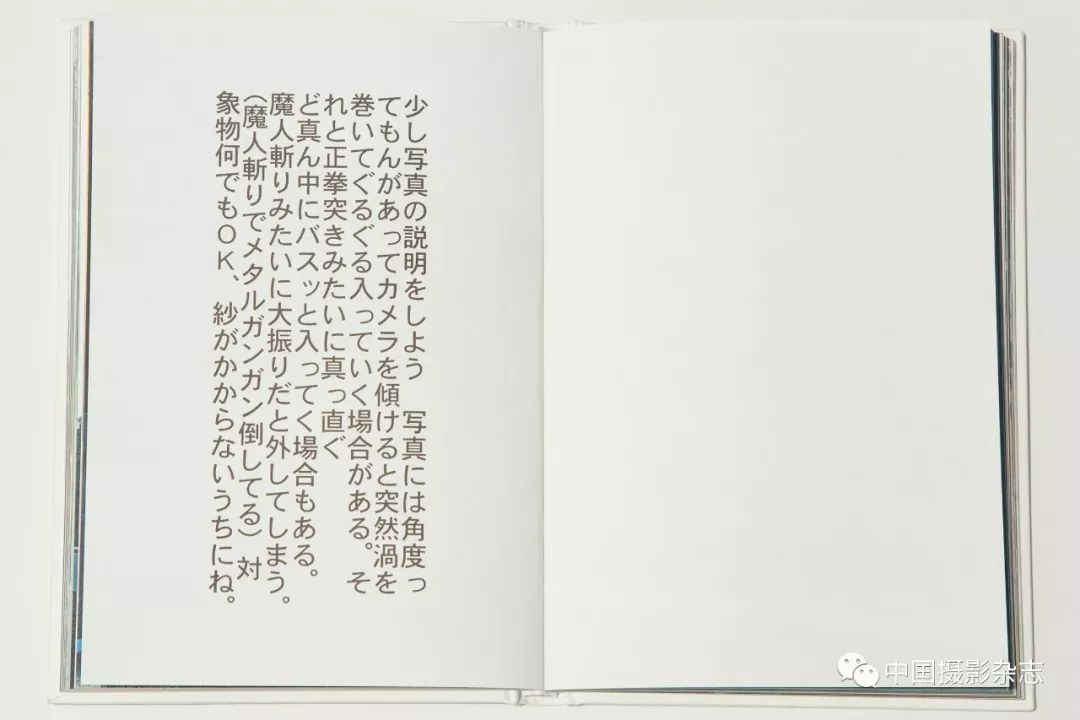 少し写真の説明をしよう　写真には角度っ
てもんがあってカメラを傾けると突然渦を
巻いてぐるぐる入っていく場合がある。そ
れと正拳突きみたいに真っ直ぐ
ど真ん中にバスッと入ってく場合もある。
魔人斬りみたいに大振りだと外してしまう。
（魔人斬りでメタルガンガン倒してる）対
象物何でもＯＫ、紗がかからないうちにね。
中国摄影杂志